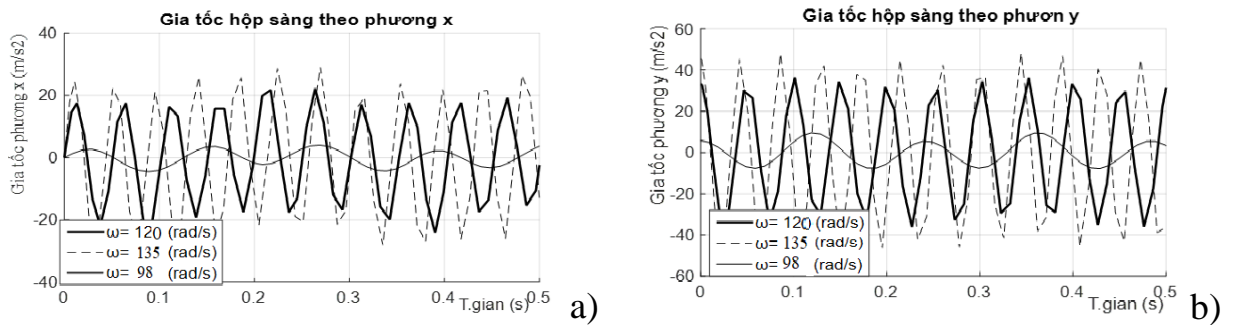 Gia tốc hộp sàng theo phương x
Gia tốc phương x (m/s2)
40
20
0
-20
-40
ω= 120 (rad/s)
ω= 135 (rad/s)
ω= 98 (rad/s)
0 0.1 0.2 0.3 0.4 0.5
T.gian (s)
a)
Gia tốc hộp sàng theo phươn y
Gia tốc phương y (m/s2)
60
40
20
0
-20
-40
-60
ω= 120 (rad/s)
ω= 135 (rad/s)
ω= 98 (rad/s)
0 0.1 0.2 0.3 0.4 0.5
T.gian (s)
b)